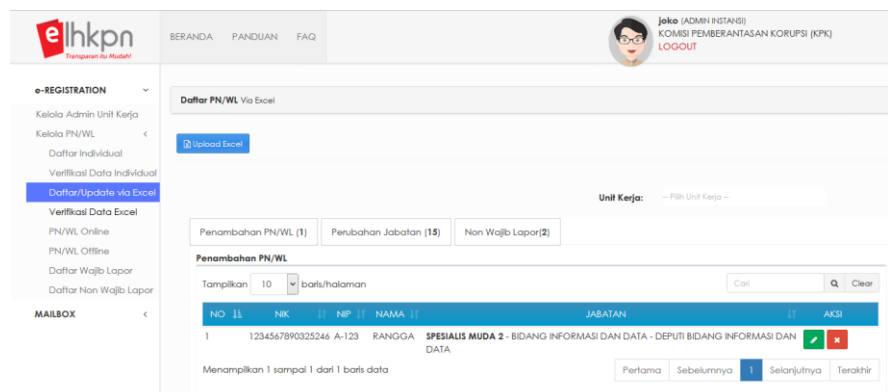 elhkpn
Transparan itu Mudah!
BERANDA PANDUAN FAQ
joko (ADMIN INSTANSI)
KOMISI PEMBERANTASAN KORUPSI (KPK)
LOGOUT
e-REGISTRATION
Kelola Admin Unit Kerja
Kelola PN/WL
Daftar Individual
Verifikasi Data Individual
Daftar/Update via Excel
Verifikasi Data Excel
PN/WL Online
PN/WL Offline
Daftar Wajib Lapor
Daftar Non Wajib Lapor
MAILBOX
Daftar PN/WL Via Excel
Upload Excel
Unit Kerja: -- Pilih Unit Kerja --
Penambahan PN/WL (1) Perubahan Jabatan (15) Non Wajib Lapor(2)
Penambahan PN/WL
Tampilkan 10 baris/halaman Cari Clear
NO NIK NIP NAMA JABATAN AKSI
1 1234567890325246 A-123 RANGGA SPESIALIS MUDA 2 - BIDANG INFORMASI DAN DATA - DEPUTI BIDANG INFORMASI DAN
DATA
Menampilkan 1 sampai 1 dari 1 baris data Pertama Sebelumnya 1 Selanjutnya Terakhir